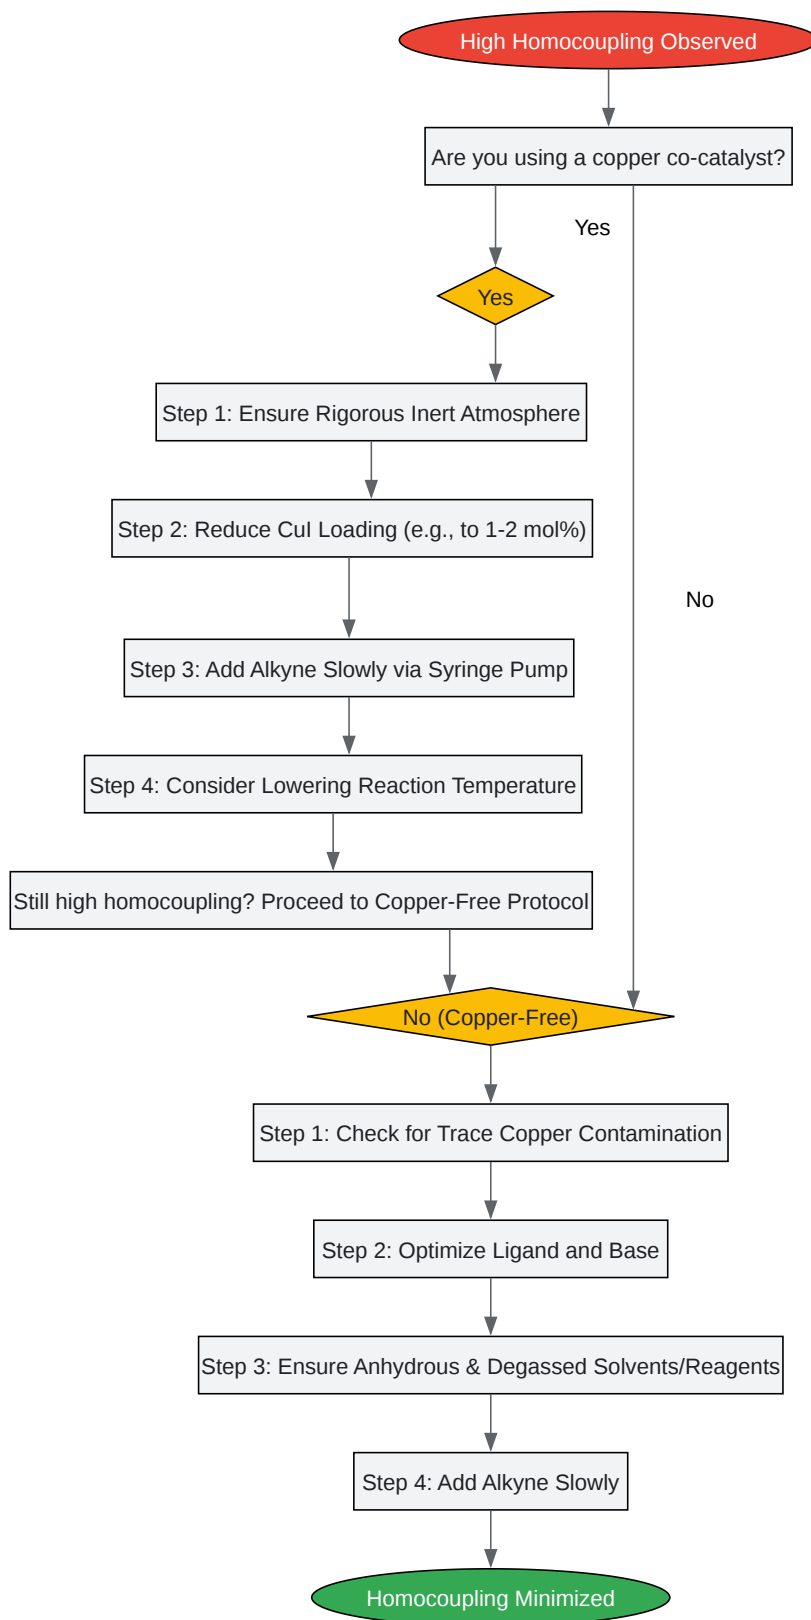 High Homocoupling Observed
Are you using a copper co-catalyst?
Yes
Yes
Step 1: Ensure Rigorous Inert Atmosphere
Step 2: Reduce CuI Loading (e.g., to 1-2 mol%)
No
Step 3: Add Alkyne Slowly via Syringe Pump
Step 4: Consider Lowering Reaction Temperature
Still high homocoupling? Proceed to Copper-Free Protocol
No (Copper-Free)
Step 1: Check for Trace Copper Contamination
Step 2: Optimize Ligand and Base
Step 3: Ensure Anhydrous & Degassed Solvents/Reagents
Step 4: Add Alkyne Slowly
Homocoupling Minimized